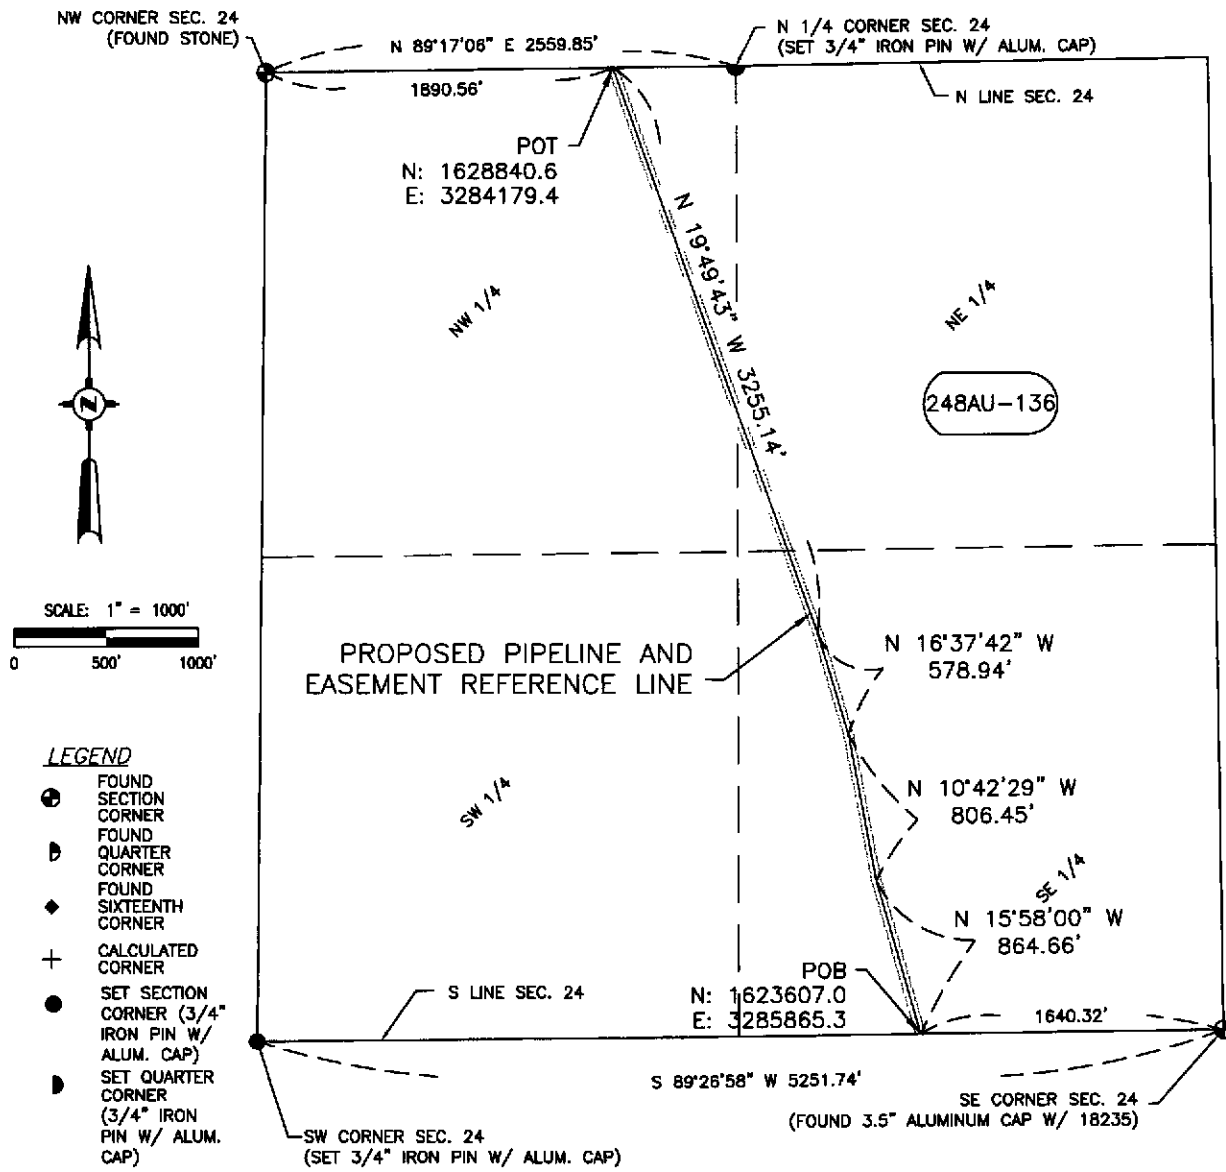 NW CORNER SEC. 24
(FOUND STONE)
N 89°17'06" E 2559.85'
N 1/4 CORNER SEC. 24
(SET 3/4" IRON PIN W/ ALUM. CAP)
1890.56'
N LINE SEC. 24
POT
N: 1628840.6
E: 3284179.4
N 19°49'43" W 3255.14'
NW 1/4
NE 1/4
248AU-136
N
SCALE: 1" = 1000'
0 500' 1000'
PROPOSED PIPELINE AND
EASEMENT REFERENCE LINE
N 16°37'42" W
578.94'
N 10°42'29" W
806.45'
SW 1/4
SE 1/4
N 15°58'00" W
864.66'
LEGEND
FOUND
SECTION
CORNER
FOUND
QUARTER
CORNER
FOUND
SIXTEENTH
CORNER
CALCULATED
CORNER
SET SECTION
CORNER (3/4"
IRON PIN W/
ALUM. CAP)
SET QUARTER
CORNER
(3/4" IRON
PIN W/ ALUM.
CAP)
S LINE SEC. 24
POB
N: 1623607.0
E: 3285865.3
1640.32'
S 89°26'58" W 5251.74'
SE CORNER SEC. 24
(FOUND 3.5" ALUMINUM CAP W/ 18235)
SW CORNER SEC. 24
(SET 3/4" IRON PIN W/ ALUM. CAP)